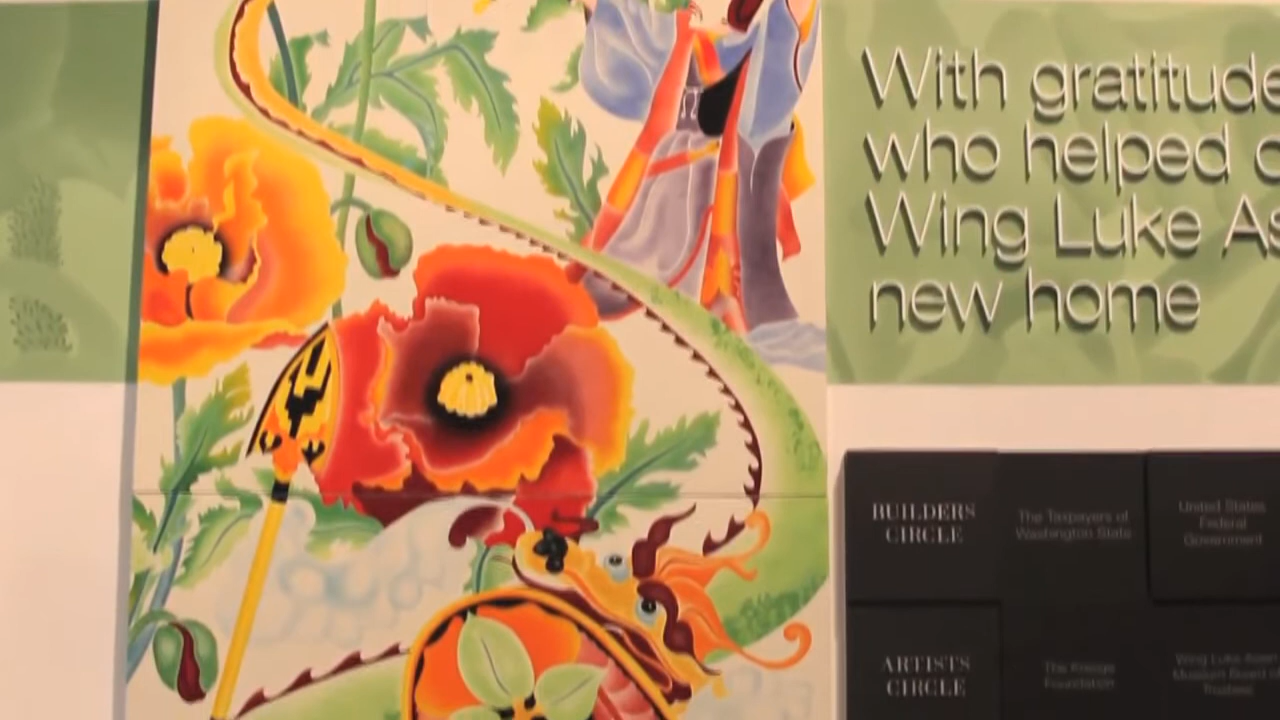 With gratitude
who helped
Wing Luke As
new home
BUILDERS
CIRCLE
The Taxpayers of
Washington State
United States
Federal
Government
ARTISTS
CIRCLE
The Kresge
Foundation
Wing Luke Asian
Museum Board of
Trustees